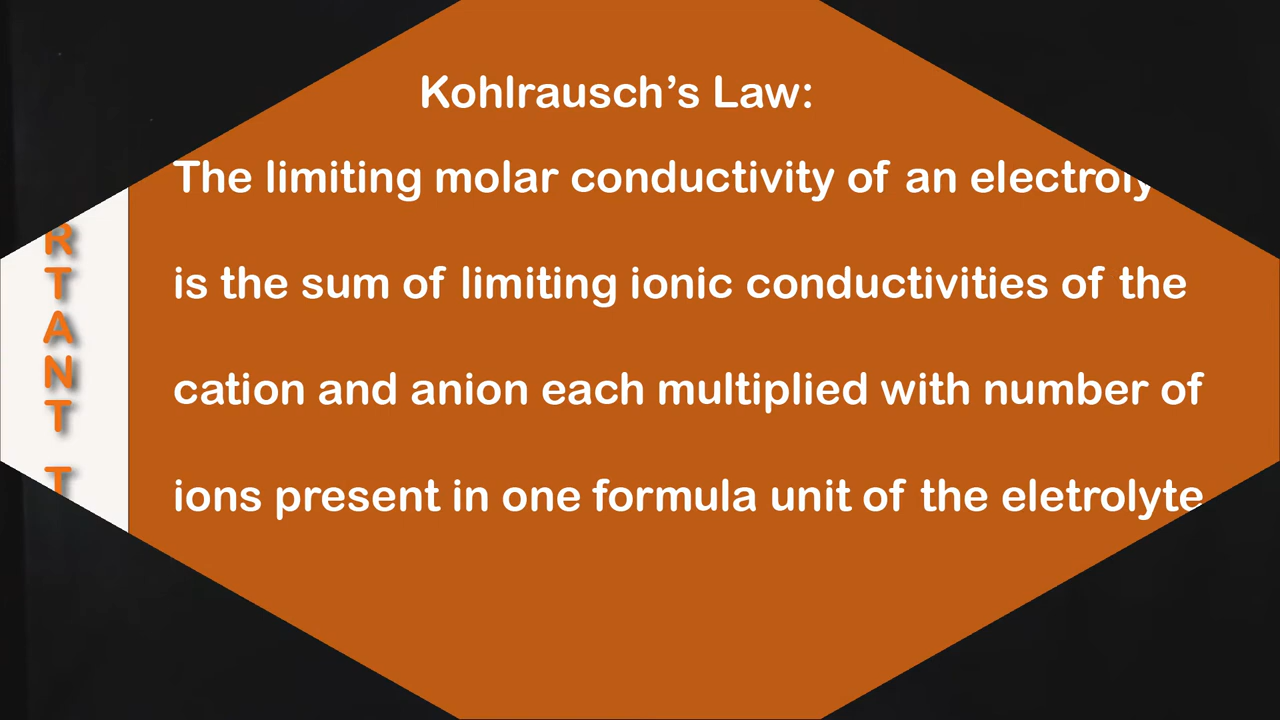 Kohlrausch’s Law:
The limiting molar conductivity of an
is the sum of limiting ionic conductivities of the
cation and anion each multiplied with number of
ions present in one formula unit of the eletrolyte